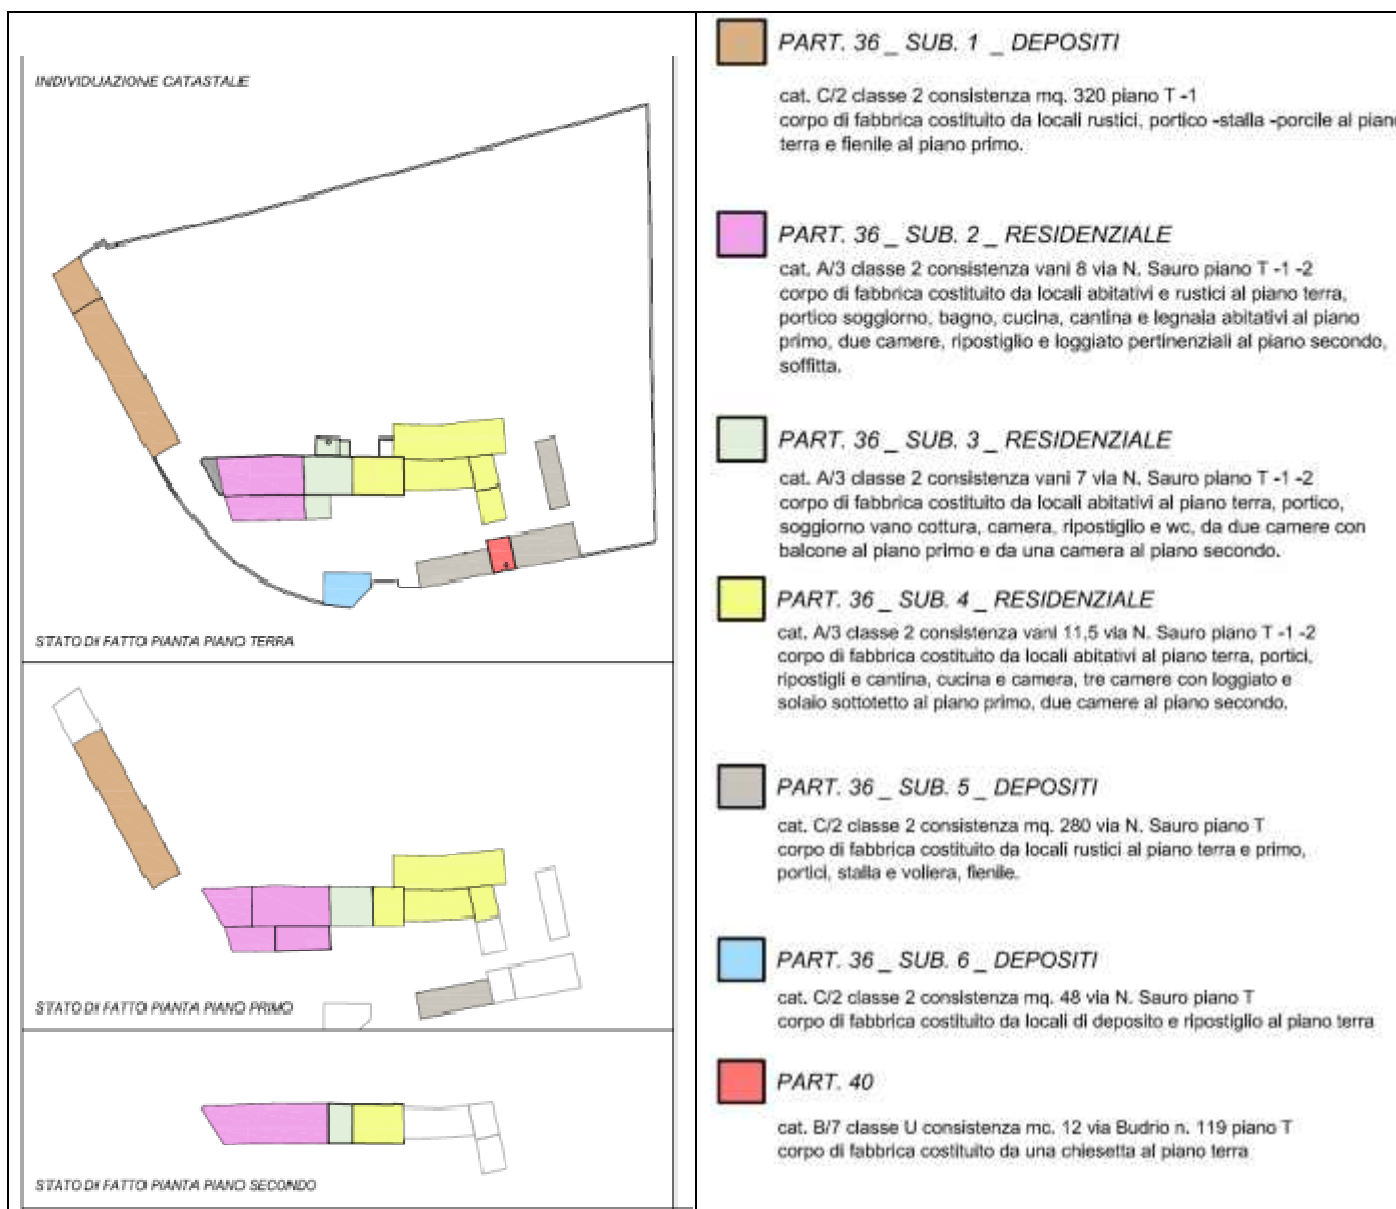 INDIVIDUAZIONE CATASTALE
STATO DI FATTO PIANTA PIANO TERRA
STATO DI FATTO PIANTA PIANO PRIMO
STATO DI FATTO PIANTA PIANO SECONDO
PART. 36 _ SUB. 1 _ DEPOSITI
cat. C/2 classe 2 consistenza mq. 320 piano T -1
corpo di fabbrica costituito da locali rustici, portico -stalla -porcile al piano
terra e fienile al piano primo.
PART. 36 _ SUB. 2 _ RESIDENZIALE
cat. A/3 classe 2 consistenza vani 8 via N. Sauro piano T -1 -2
corpo di fabbrica costituito da locali abitativi e rustici al piano terra,
portico soggiorno, bagno, cucina, cantina e legnaia abitativi al piano
primo, due camere, ripostiglio e loggiato pertinenziali al piano secondo,
soffitta.
PART. 36 _ SUB. 3 _ RESIDENZIALE
cat. A/3 classe 2 consistenza vani 7 via N. Sauro piano T -1 -2
corpo di fabbrica costituito da locali abitativi al piano terra, portico,
soggiorno vano cottura, camera, ripostiglio e wc, da due camere con
balcone al piano primo e da una camera al piano secondo.
PART. 36 _ SUB. 4 _ RESIDENZIALE
cat. A/3 classe 2 consistenza vani 11,5 via N. Sauro piano T -1 -2
corpo di fabbrica costituito da locali abitativi al piano terra, portici,
ripostigli e cantina, cucina e camera, tre camere con loggiato e
solaio sottotetto al piano primo, due camere al piano secondo.
PART. 36 _ SUB. 5 _ DEPOSITI
cat. C/2 classe 2 consistenza mq. 280 via N. Sauro piano T
corpo di fabbrica costituito da locali rustici al piano terra e primo,
portici, stalla e voliera, fienile.
PART. 36 _ SUB. 6 _ DEPOSITI
cat. C/2 classe 2 consistenza mq. 48 via N. Sauro piano T
corpo di fabbrica costituito da locali di deposito e ripostiglio al piano terra
PART. 40
cat. B/7 classe U consistenza mc. 12 via Budrio n. 119 piano T
corpo di fabbrica costituito da una chiesetta al piano terra